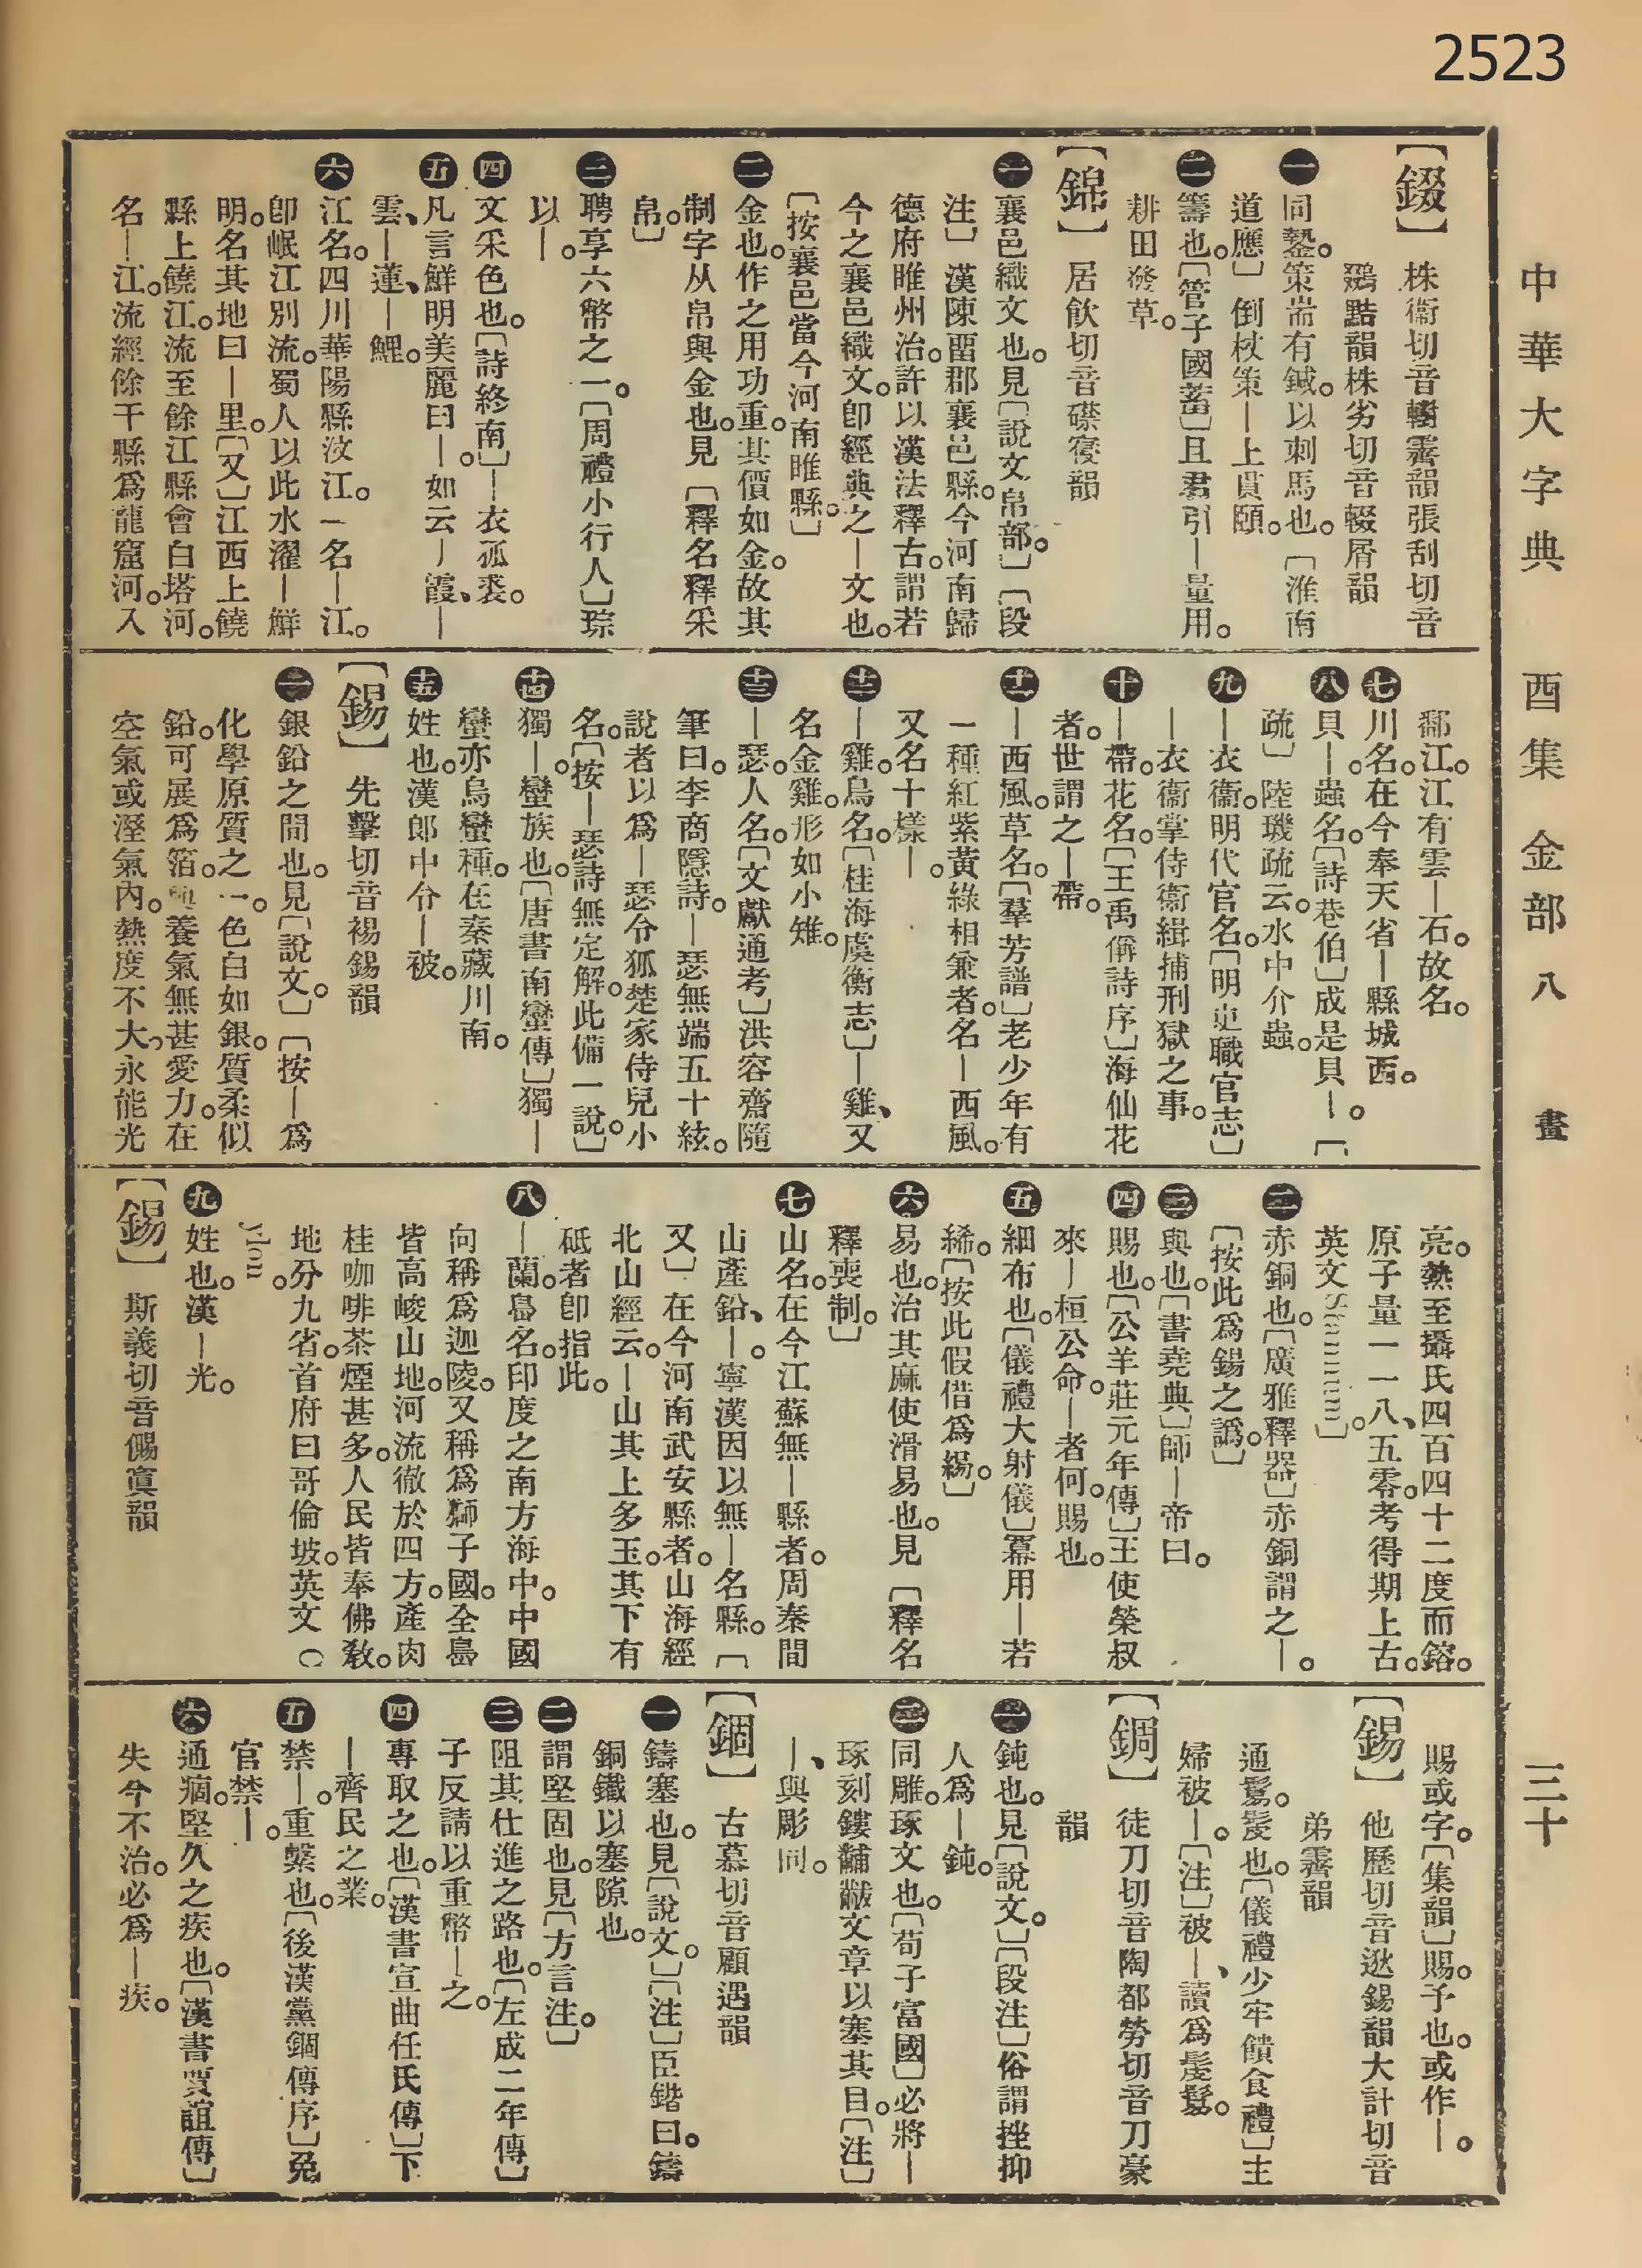 2523
中華大字典 酉集 金部 八畫 三十
【錣】 株衞切音轛霽韻張刮切音
鵽黠韻株劣切音輟屑韻
㊀同鏊策耑有鍼以刺馬也〔淮南
道應〕倒杖策―上貫頤。
㊁籌也。〔管子國蓄〕且君引―量用。
耕田發草。
【錦】 居飮切音磼寑韻
㊀襄邑織文也。見〔說文帛部。〕〔段
注〕漢陳畱郡襄邑縣。今河南歸
德府睢州治。許以漢法釋古。謂若
今之襄邑織文。卽經典之―文也。
〔按襄邑當今河南睢縣。〕
㊁金也。作之用功重。其價如金。故其
制字从帛與金也。見〔釋名釋采
帛。〕
㊂聘享六幣之一。〔周禮小行人〕琮
以―。
㊃文采色也。〔詩終南〕―衣狐裘。
㊄凡言鮮明美麗曰―。如云―霞、―
雲、―蓮、―鯉。
㊅江名。四川華陽縣汶江。一名―江。
卽岷江別流。蜀人以此水濯―鮮
明。名其地曰―里。〔又〕江西上饒
縣上饒江。流至餘江縣會白塔河。
名―江。流經餘干縣爲龍窟河。入
鄱江。江有雲―石。故名。
㊆川名。在今奉天省―縣城西。
㊇貝―。蟲名。〔詩巷伯〕成是貝―。〔
疏〕陸璣疏云。水中介蟲。
㊈―衣衞。明代官名。〔明史職官志〕
―衣衞掌侍衞緝捕刑獄之事。
㊉―帶。花名。〔王禹偁詩序〕海仙花
者。世謂之―帶。
十一―西風。草名。〔羣芳譜〕老少年有
一種紅紫黃綠相兼者。名―西風。
又名十樣―。
十二―雞。鳥名。〔桂海虞衡志〕―雞、又
名金雞。形如小雉。
十三―瑟。人名。〔文獻通考〕洪容齋隨
筆曰。李商隱詩。―瑟無端五十絃。
說者以爲―瑟令狐楚家侍兒小
名。〔按―瑟詩無定解。此備一說。〕
十四獨―。蠻族也。〔唐書南蠻傳〕獨―
蠻亦烏蠻種。在秦藏川南。
十五姓也。漢郞中令―被。
【錫】 先擊切音裼錫韻
㊀銀鉛之間也。見〔說文。〕〔按―爲
化學原質之一。色白如銀。質柔似
鉛。可展爲箔。與養氣無甚愛力。在
空氣或溼氣內。熱度不大。永能光
亮。熱至攝氏四百四十二度而鎔。
原子量一一八、五零。考得期上古。
英文Stannum。〕
㊁赤銅也。〔廣雅釋器〕赤銅謂之―。
〔按此爲鍚之譌。〕
㊂與也。〔書堯典〕師―帝曰。
㊃賜也。〔公羊莊元年傳〕王使榮叔
來―桓公命。―者何。賜也。
㊄細布也。〔儀禮大射儀〕冪用―若
絺。〔按此假借爲緆。〕
㊅易也。治其麻使滑易也。見〔釋名
釋喪制。〕
㊆山名。在今江蘇無―縣者。周秦間
山產鉛、―。寧漢因以無―名縣。〔
又〕在今河南武安縣者。山海經
北山經云。―山其上多玉。其下有
砥者卽指此。
㊇―蘭。島名。印度之南方海中。中國
向稱爲迦陵。又稱爲獅子國。全島
皆高峻山地。河流徹於四方。產肉
桂咖啡茶煙甚多。人民皆奉佛敎。
地分九省。首府曰哥倫坡。英文 C
eylon。
㊈姓也。漢―光。
【錫】 斯義切音儩寘韻
賜或字。〔集韻〕賜。予也。或作―。
【錫】 他歷切音逖錫韻大計切音
弟霽韻
通鬄。髲也。〔儀禮少牢饋食禮〕主
婦被―。〔注〕被―、讀爲髲鬄。
【錭】 徒刀切音陶都勞切音刀豪
韻
㊀鈍也。見〔說文。〕〔段注〕俗謂挫抑
人爲―鈍。
㊁同雕。琢文也。〔荀子富國〕必將―
琢刻鏤黼黻文章以塞其目。〔注〕
―、與彫同。
【錮】 古慕切音顧遇韻
㊀鑄塞也。見〔說文。〕〔注〕臣鍇曰。鑄
銅鐵以塞隙也。
㊁謂堅固也。見〔方言注。〕
㊂阻其仕進之路也。〔左成二年傳〕
子反請以重幣―之。
㊃專取之也。〔漢書宣曲任氏傳〕下
―齊民之業。
㊄禁―。重繫也。〔後漢黨錮傳序〕免
官禁―。
㊅通痼。堅久之疾也。〔漢書賈誼傳〕
失今不治。必爲―疾。